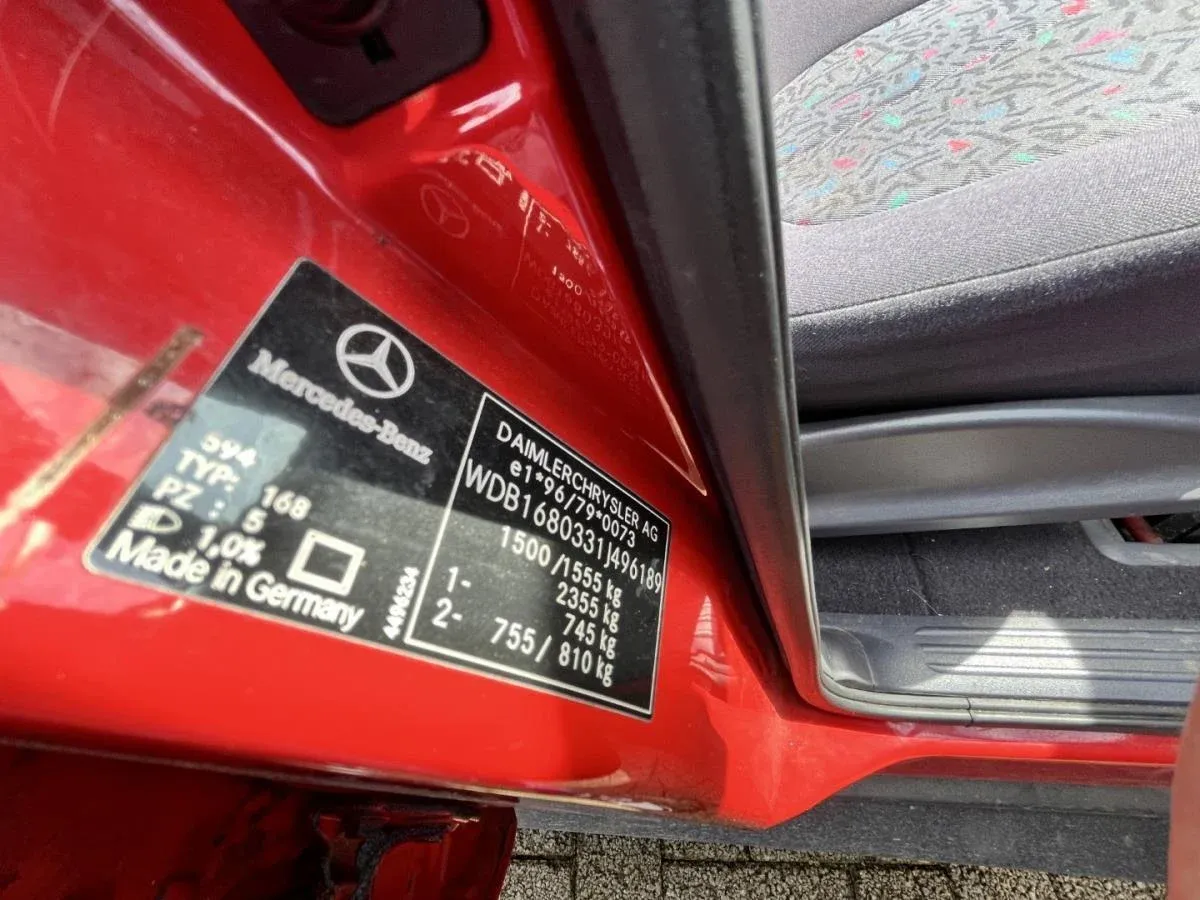 Mercedes-Benz
594
TYP: 168
PZ : 5
1,0%
Made in Germany
4496234
DAIMLERCHRYSLER AG
e1*96/79*0073
WDB1680331J496189
1500/1555 kg
2355 kg
1- 745 kg
2- 755/ 810 kg